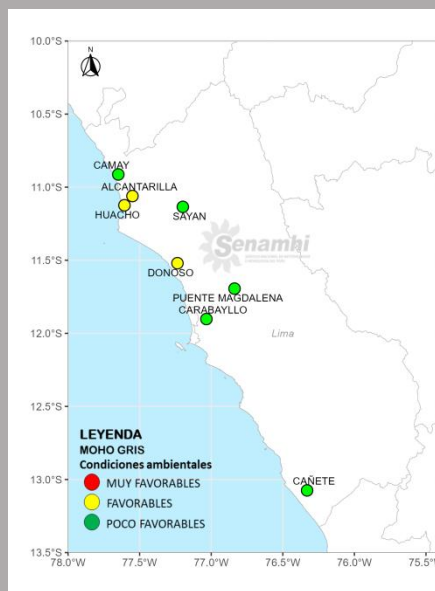 10.0°S
N
10.5°S
CAMAY
11.0°S
ALCANTARILLA
HUACHO
SAYAN
Senamhi
11.5°S
DONOSO
PUENTE MAGDALENA
CARABAYLLO
12.0°S
Lima
12.5°S
LEYENDA
MOHO GRIS
Condiciones ambientales
13.0°S
CAÑETE
MUY FAVORABLES
FAVORABLES
POCO FAVORABLES
13.5°S
78.0°W 77.5°W 77.0°W 76.5°W 76.0°W 75.5°W